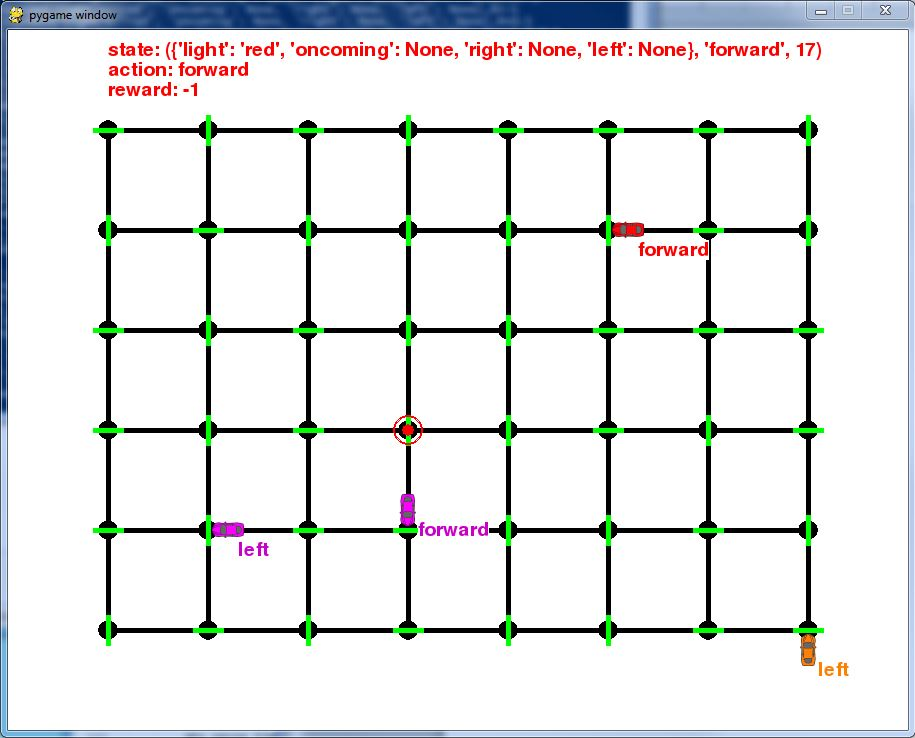 pygame window
state: ({'light': 'red', 'oncoming': None, 'right': None, 'left': None}, 'forward', 17)
action: forward
reward: -1
forward
forward
left
left